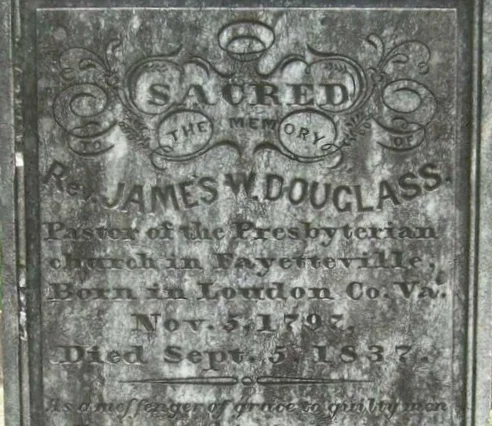 SACRED
TO THE MEMORY OF
Rev. JAMES W. DOUGLASS.
Pastor of the Presbyterian
church in Fayetteville,
Born in Loudon Co. Va.
Nov. 5, 1797,
Died Sept. 5, 1837.
As a messenger of grace to guilty men